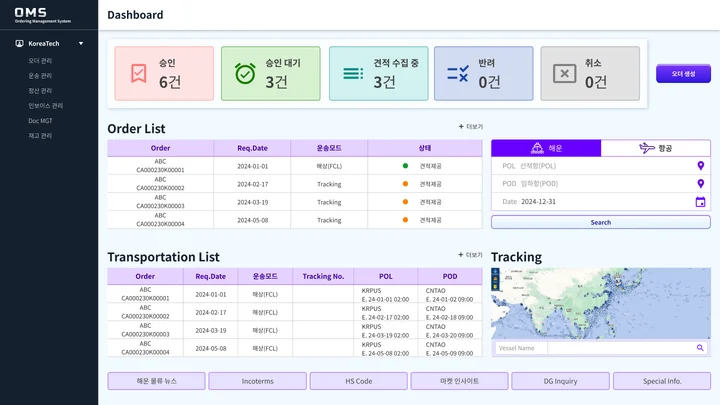 OMS
Ordering Management System
KoreaTech
오더 관리
운송 관리
정산 관리
인보이스 관리
Doc MGT
재고 관리
Dashboard
승인
6건
승인 대기
3건
견적 수집 중
3건
반려
0건
취소
0건
오더 생성
Order List
+ 더보기
Order Req.Date 운송모드 상태
ABC
CA000230K00001 2024-01-01 해상(FCL) 견적제공
ABC
CA000230K00002 2024-02-17 Tracking 견적제공
ABC
CA000230K00003 2024-03-19 Tracking 견적제공
ABC
CA000230K00004 2024-05-08 Tracking 견적제공
해운 항공
POL 선적항(POL)
POD 양하항(POD)
Date 2024-12-31
Search
Transportation List
+ 더보기
Order Req.Date 운송모드 Tracking No. POL POD
ABC
CA000230K00001 2024-01-01 해상(FCL) KRPUS
E. 24-01-01 02:00 CNTAO
E. 24-01-02 09:00
ABC
CA000230K00002 2024-02-17 해상(FCL) KRPUS
E. 24-02-17 02:00 CNTAO
E. 24-02-18 09:00
ABC
CA000230K00003 2024-03-19 해상(FCL) KRPUS
E. 24-03-19 02:00 CNTAO
E. 24-03-20 09:00
ABC
CA000230K00004 2024-05-08 해상(FCL) KRPUS
E. 24-05-08 02:00 CNTAO
E. 24-05-09 09:00
Tracking
Vessel Name
해운 물류 뉴스
Incoterms
HS Code
마켓 인사이트
DG Inquiry
Special Info.